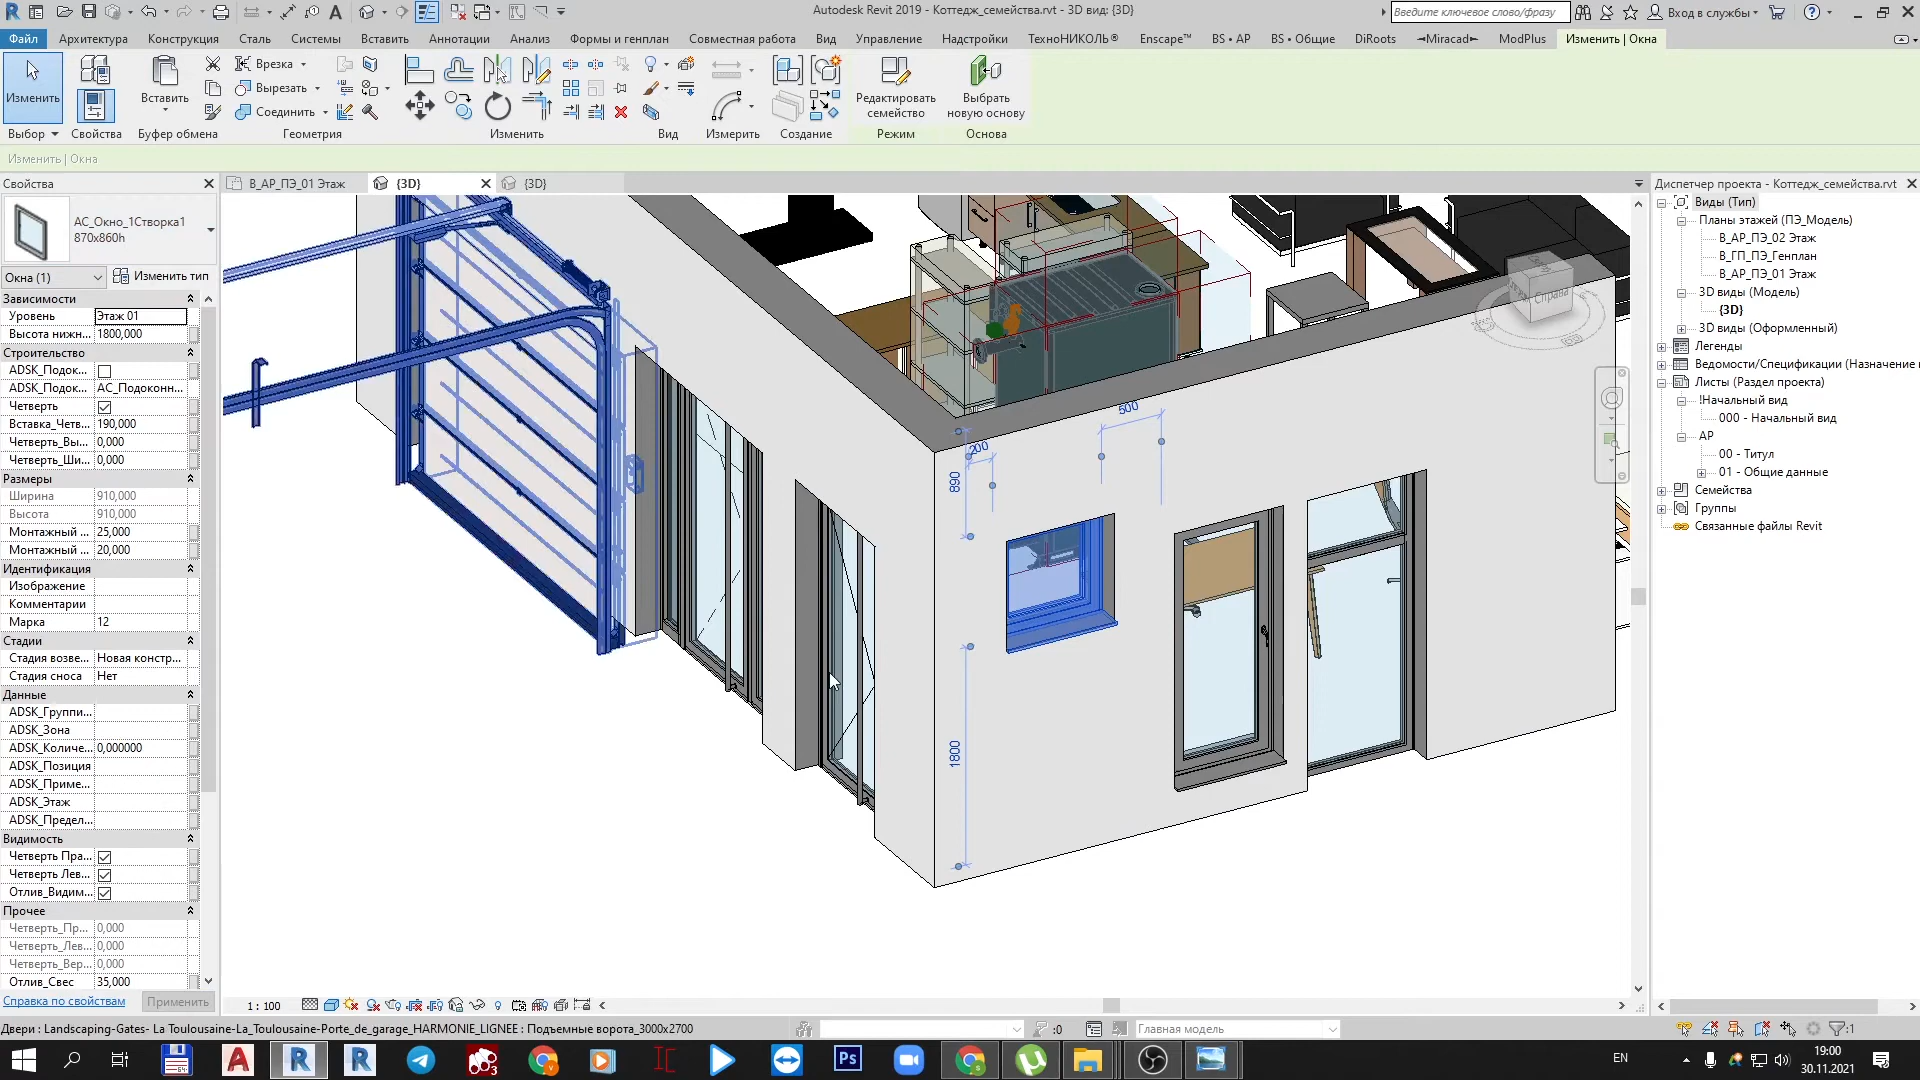 Autodesk Revit 2019 - Коттедж_семейства.rvt - 3D вид: {3D}
Введите ключевое слово/фразу
Вход в службы
Файл Архитектура Конструкция Сталь Системы Вставить Аннотации Анализ Формы и генплан Совместная работа Вид Управление Надстройки ТехноНИКОЛЬ® Enscape™ BS • АР BS • Общие DiRoots ◄Miracad► ModPlus Изменить | Окна
Врезка
Вырезать
Соединить
Изменить
Вставить
Редактировать семейство
Выбрать новую основу
Выбор Свойства Буфер обмена Геометрия Изменить Вид Измерить Создание Режим Основа
Изменить | Окна
Свойства
В_АР_ПЭ_01 Этаж
{3D}
{3D}
Диспетчер проекта - Коттедж_семейства.rvt
АС_Окно_1Створка1
870x860h
Окна (1)
Изменить тип
Зависимости
Уровень Этаж 01
Высота нижн... 1800,000
Строительство
ADSK_Подок...
ADSK_Подок... АС_Подоконн...
Четверть
Вставка_Четв... 190,000
Четверть_Вы... 0,000
Четверть_Ши... 0,000
Размеры
Ширина 910,000
Высота 910,000
Монтажный ... 25,000
Монтажный ... 20,000
Идентификация
Изображение
Комментарии
Марка 12
Стадии
Стадия возве... Новая констр...
Стадия сноса Нет
Данные
ADSK_Группи...
ADSK_Зона
ADSK_Количе... 0,000000
ADSK_Позиция
ADSK_Приме...
ADSK_Этаж
ADSK_Предел...
Видимость
Четверть Пра...
Четверть Лев...
Отлив_Видим...
Прочее
Четверть_Пр... 0,000
Четверть_Лев... 0,000
Четверть_Вер... 0,000
Отлив_Свес 35,000
Справка по свойствам
Применить
500
200
890
1800
Справа
Виды (Тип)
Планы этажей (ПЭ_Модель)
В_АР_ПЭ_02 Этаж
В_ГП_ПЭ_Генплан
В_АР_ПЭ_01 Этаж
3D виды (Модель)
{3D}
3D виды (Оформленный)
Легенды
Ведомости/Спецификации (Назначение
Листы (Раздел проекта)
!Начальный вид
000 - Начальный вид
АР
00 - Титул
01 - Общие данные
Семейства
Группы
Связанные файлы Revit
1 : 100
Двери : Landscaping-Gates- La Toulousaine-La_Toulousaine-Porte_de_garage_HARMONIE_LIGNEE : Подъемные ворота_3000x2700
:0
Главная модель
:1
EN
19:00
30.11.2021